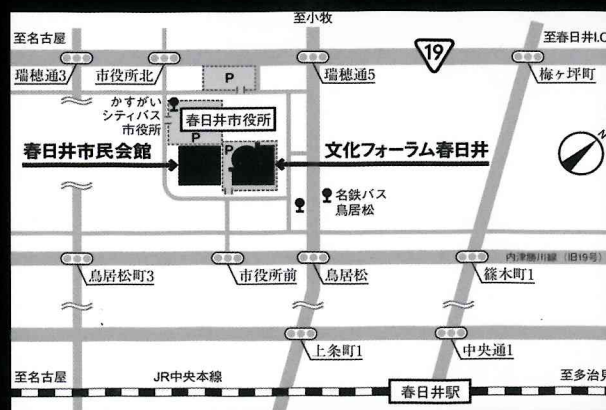 至小牧
至名古屋
至春日井I.C
19
瑞穂通3
市役所北
P
瑞穂通5
梅ヶ坪町
かすがい
シティバス
市役所
春日井市役所
P
春日井市民会館
文化フォーラム春日井
N
P
名鉄バス
鳥居松
内津勝川線(旧19号)
鳥居松町3
市役所前
鳥居松
篠木町1
上条町1
中央通1
至名古屋
JR中央本線
春日井駅
至多治見